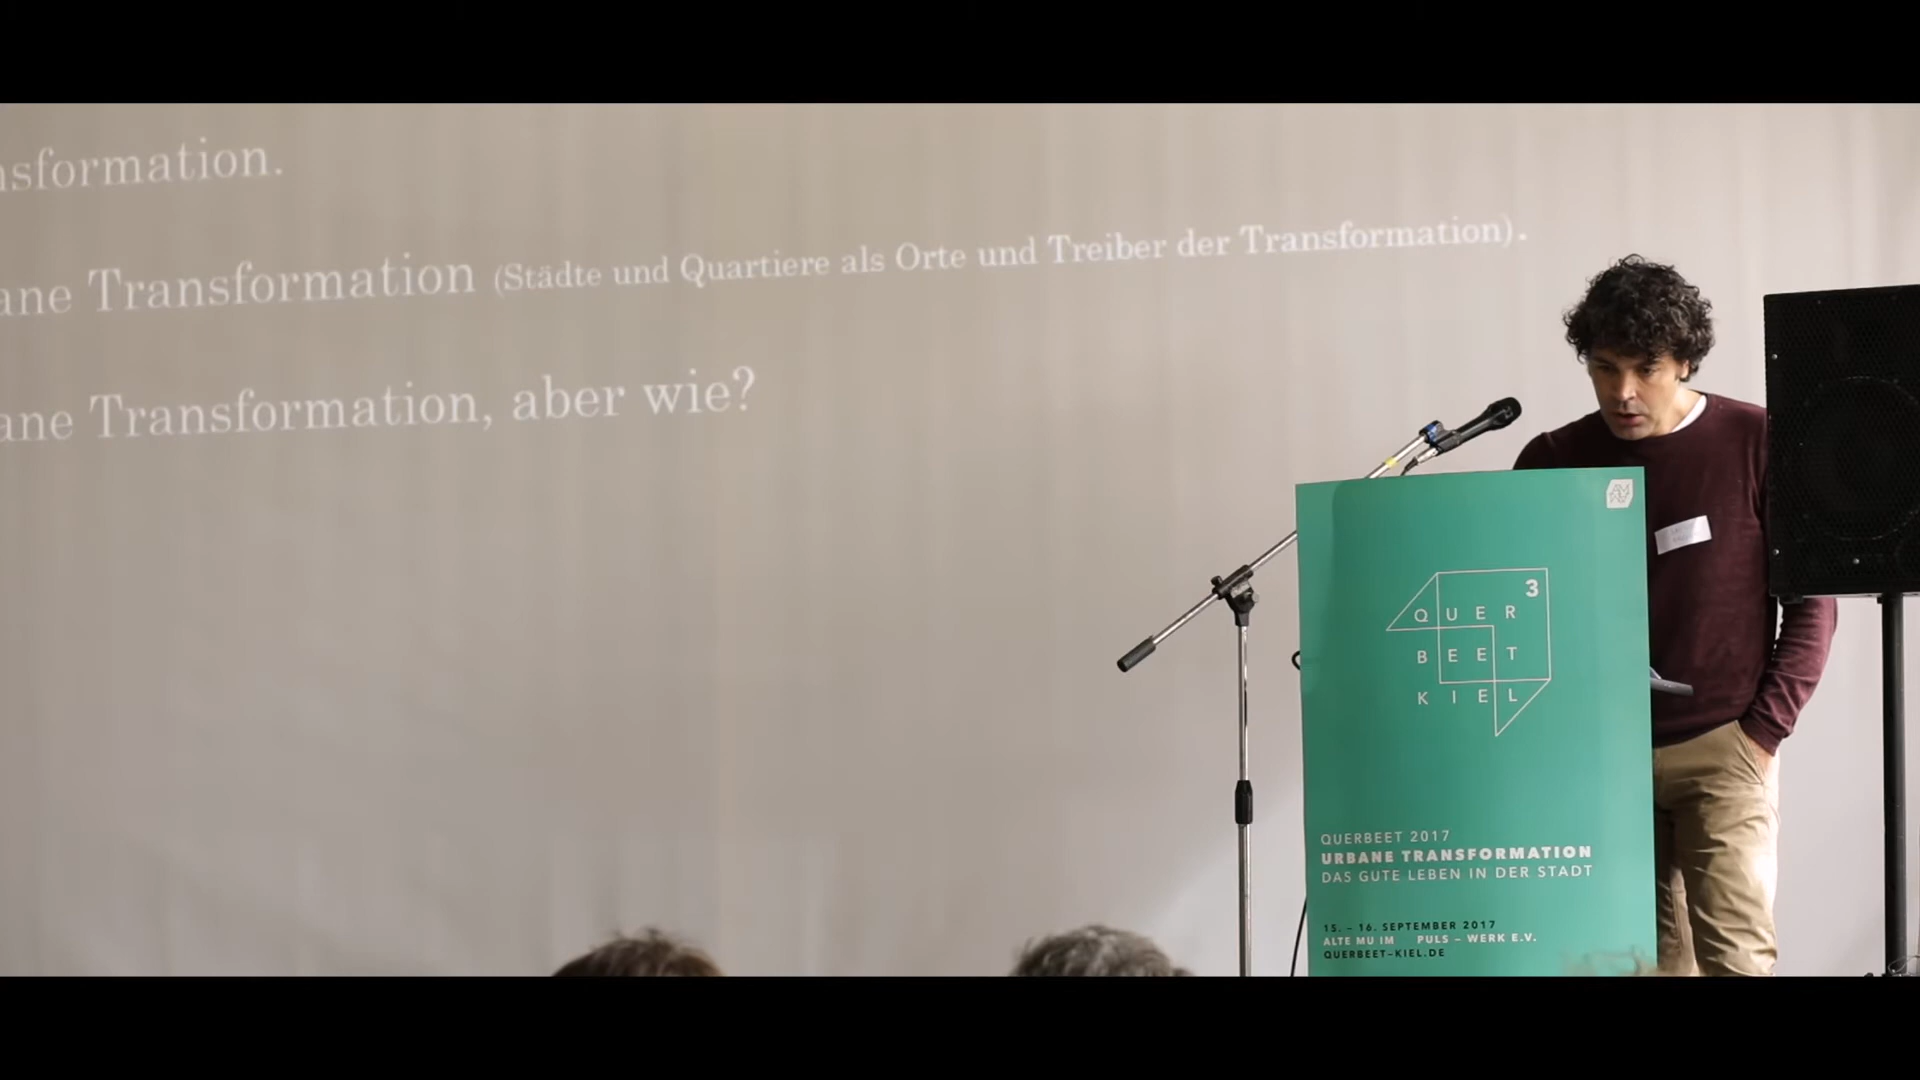 nsformation.
ane Transformation (Städte und Quartiere als Orte und Treiber der Transformation).
ane Transformation, aber wie?
3
QUER
BEET
KIEL
QUERBEET 2017
URBANE TRANSFORMATION
DAS GUTE LEBEN IN DER STADT
15. – 16. SEPTEMBER 2017
ALTE MU IM PULS – WERK E.V.
QUERBEET-KIEL.DE